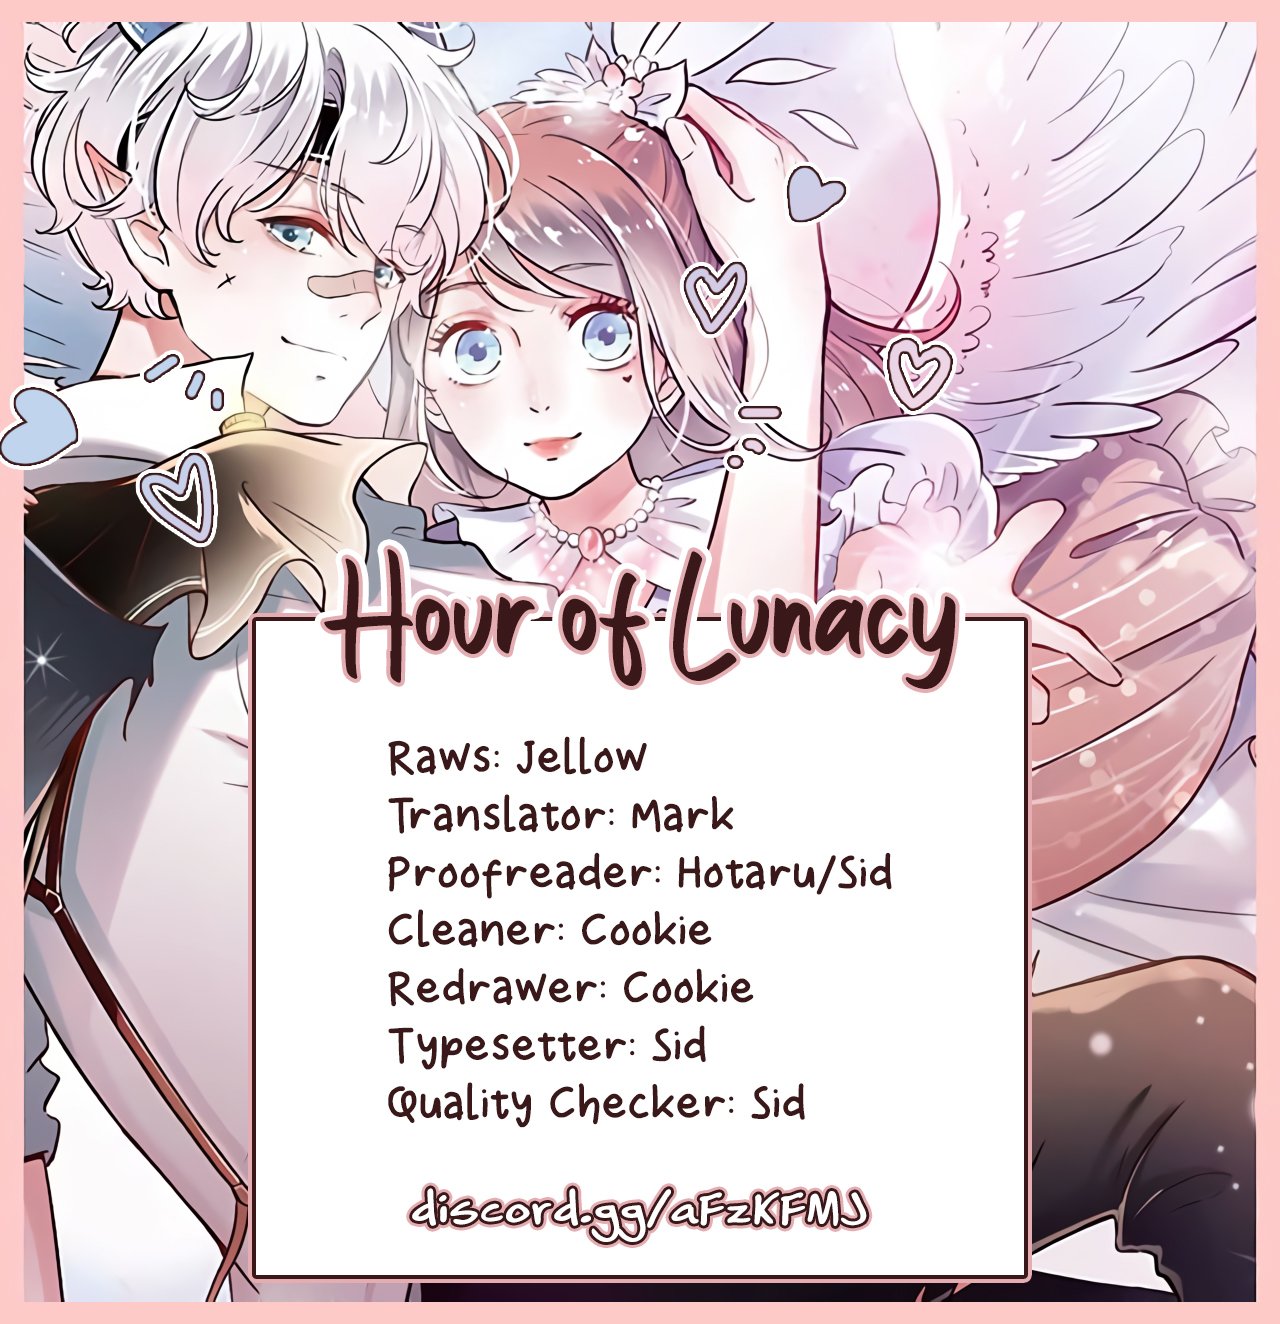 Hour of Lunacy
Raws: Jellow
Translator: Mark
Proofreader: Hotaru/Sid
Cleaner: Cookie
Redrawer: Cookie
Typesetter: Sid
Quality Checker: Sid
discord.gg/aFzKFMJ